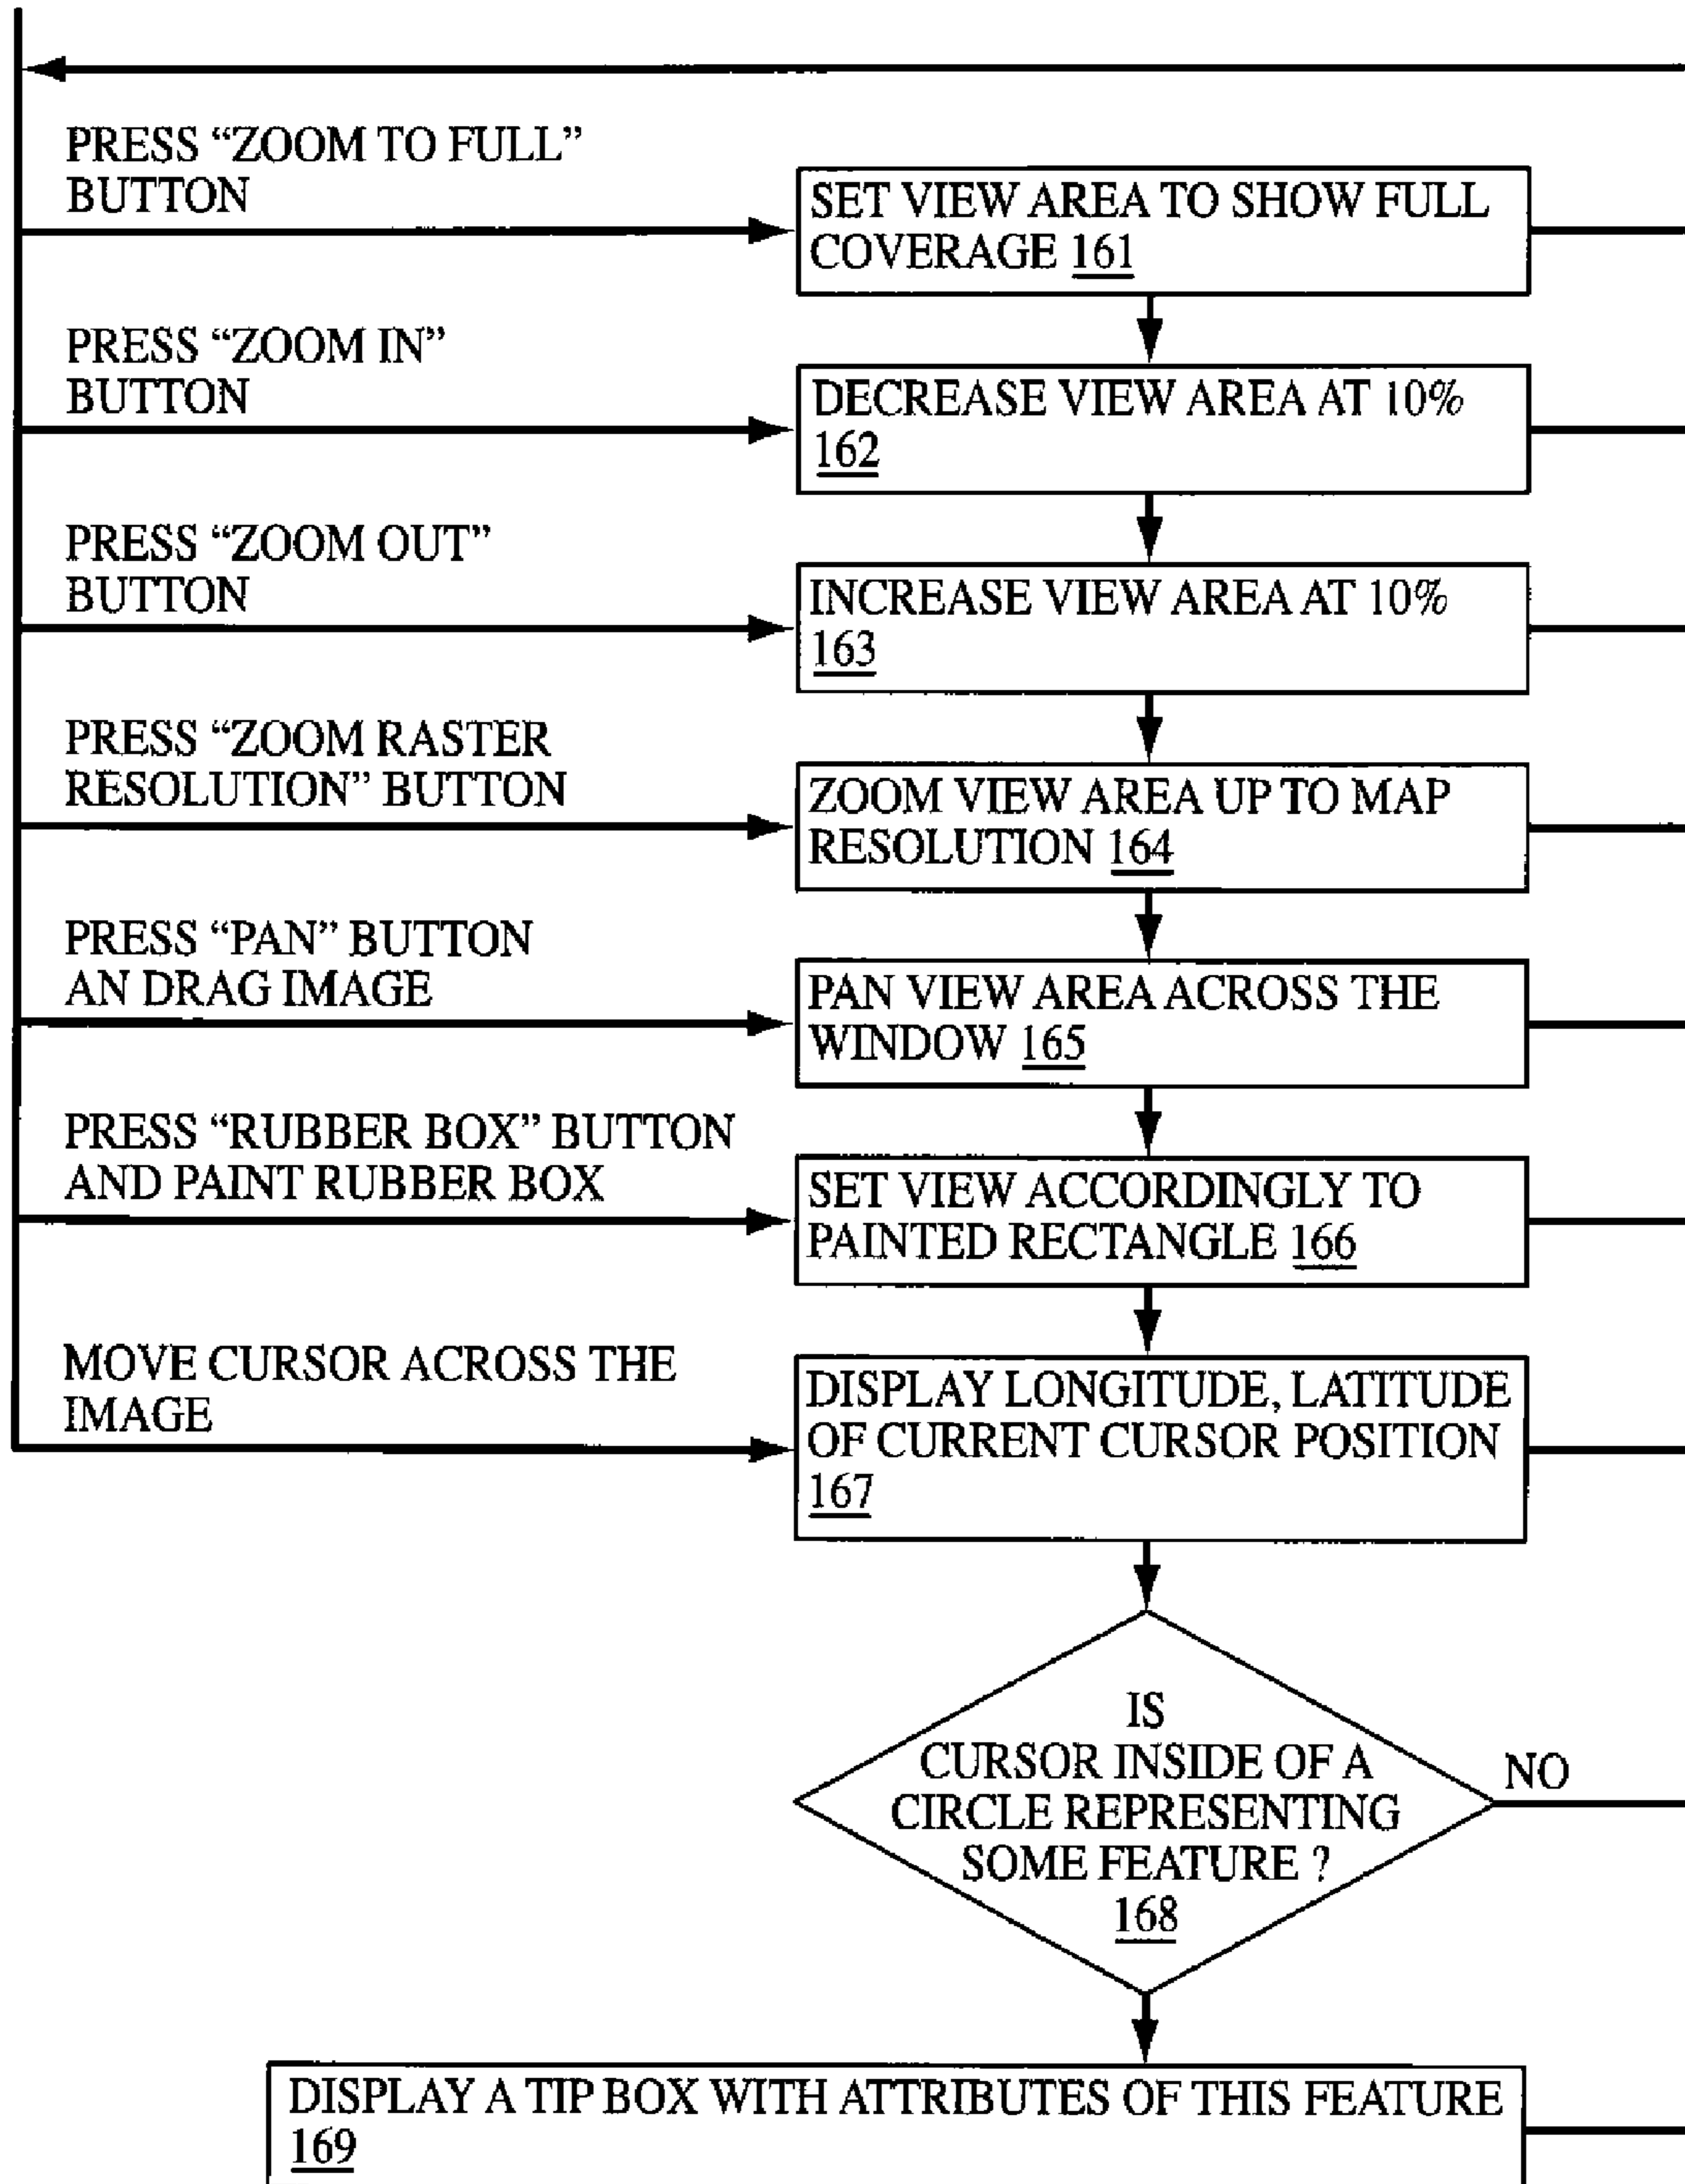 PRESS “ZOOM TO FULL”
BUTTON
SET VIEW AREA TO SHOW FULL
COVERAGE 161
PRESS “ZOOM IN”
BUTTON
DECREASE VIEW AREA AT 10%
162
PRESS “ZOOM OUT”
BUTTON
INCREASE VIEW AREA AT 10%
163
PRESS “ZOOM RASTER
RESOLUTION” BUTTON
ZOOM VIEW AREA UP TO MAP
RESOLUTION 164
PRESS “PAN” BUTTON
AN DRAG IMAGE
PAN VIEW AREA ACROSS THE
WINDOW 165
PRESS “RUBBER BOX” BUTTON
AND PAINT RUBBER BOX
SET VIEW ACCORDINGLY TO
PAINTED RECTANGLE 166
MOVE CURSOR ACROSS THE
IMAGE
DISPLAY LONGITUDE, LATITUDE
OF CURRENT CURSOR POSITION
167
IS
CURSOR INSIDE OF A
CIRCLE REPRESENTING
SOME FEATURE ?
168
NO
DISPLAY A TIP BOX WITH ATTRIBUTES OF THIS FEATURE
169